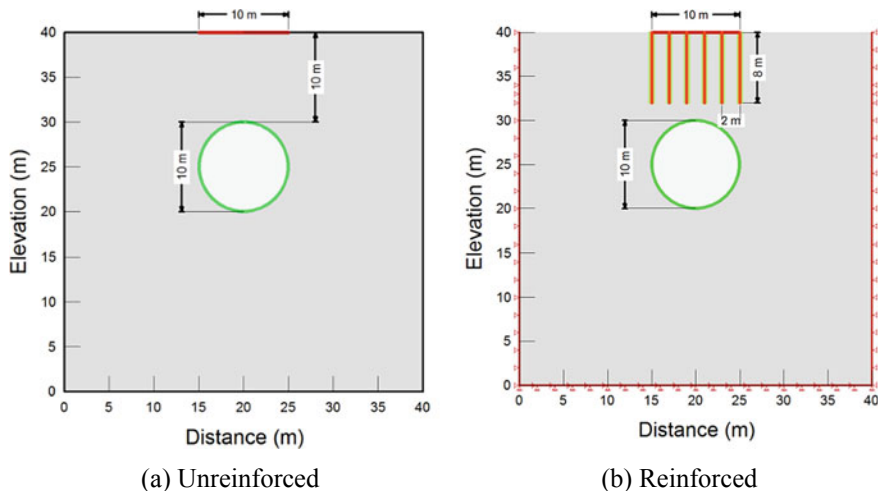 10 m
40
35
30
25
20
15
10
5
0
10 m
10 m
Elevation (m)
0 5 10 15 20 25 30 35 40
Distance (m)
(a) Unreinforced
10 m
40
35
30
25
20
15
10
5
0
8 m
2 m
10 m
Elevation (m)
0 5 10 15 20 25 30 35 40
Distance (m)
(b) Reinforced